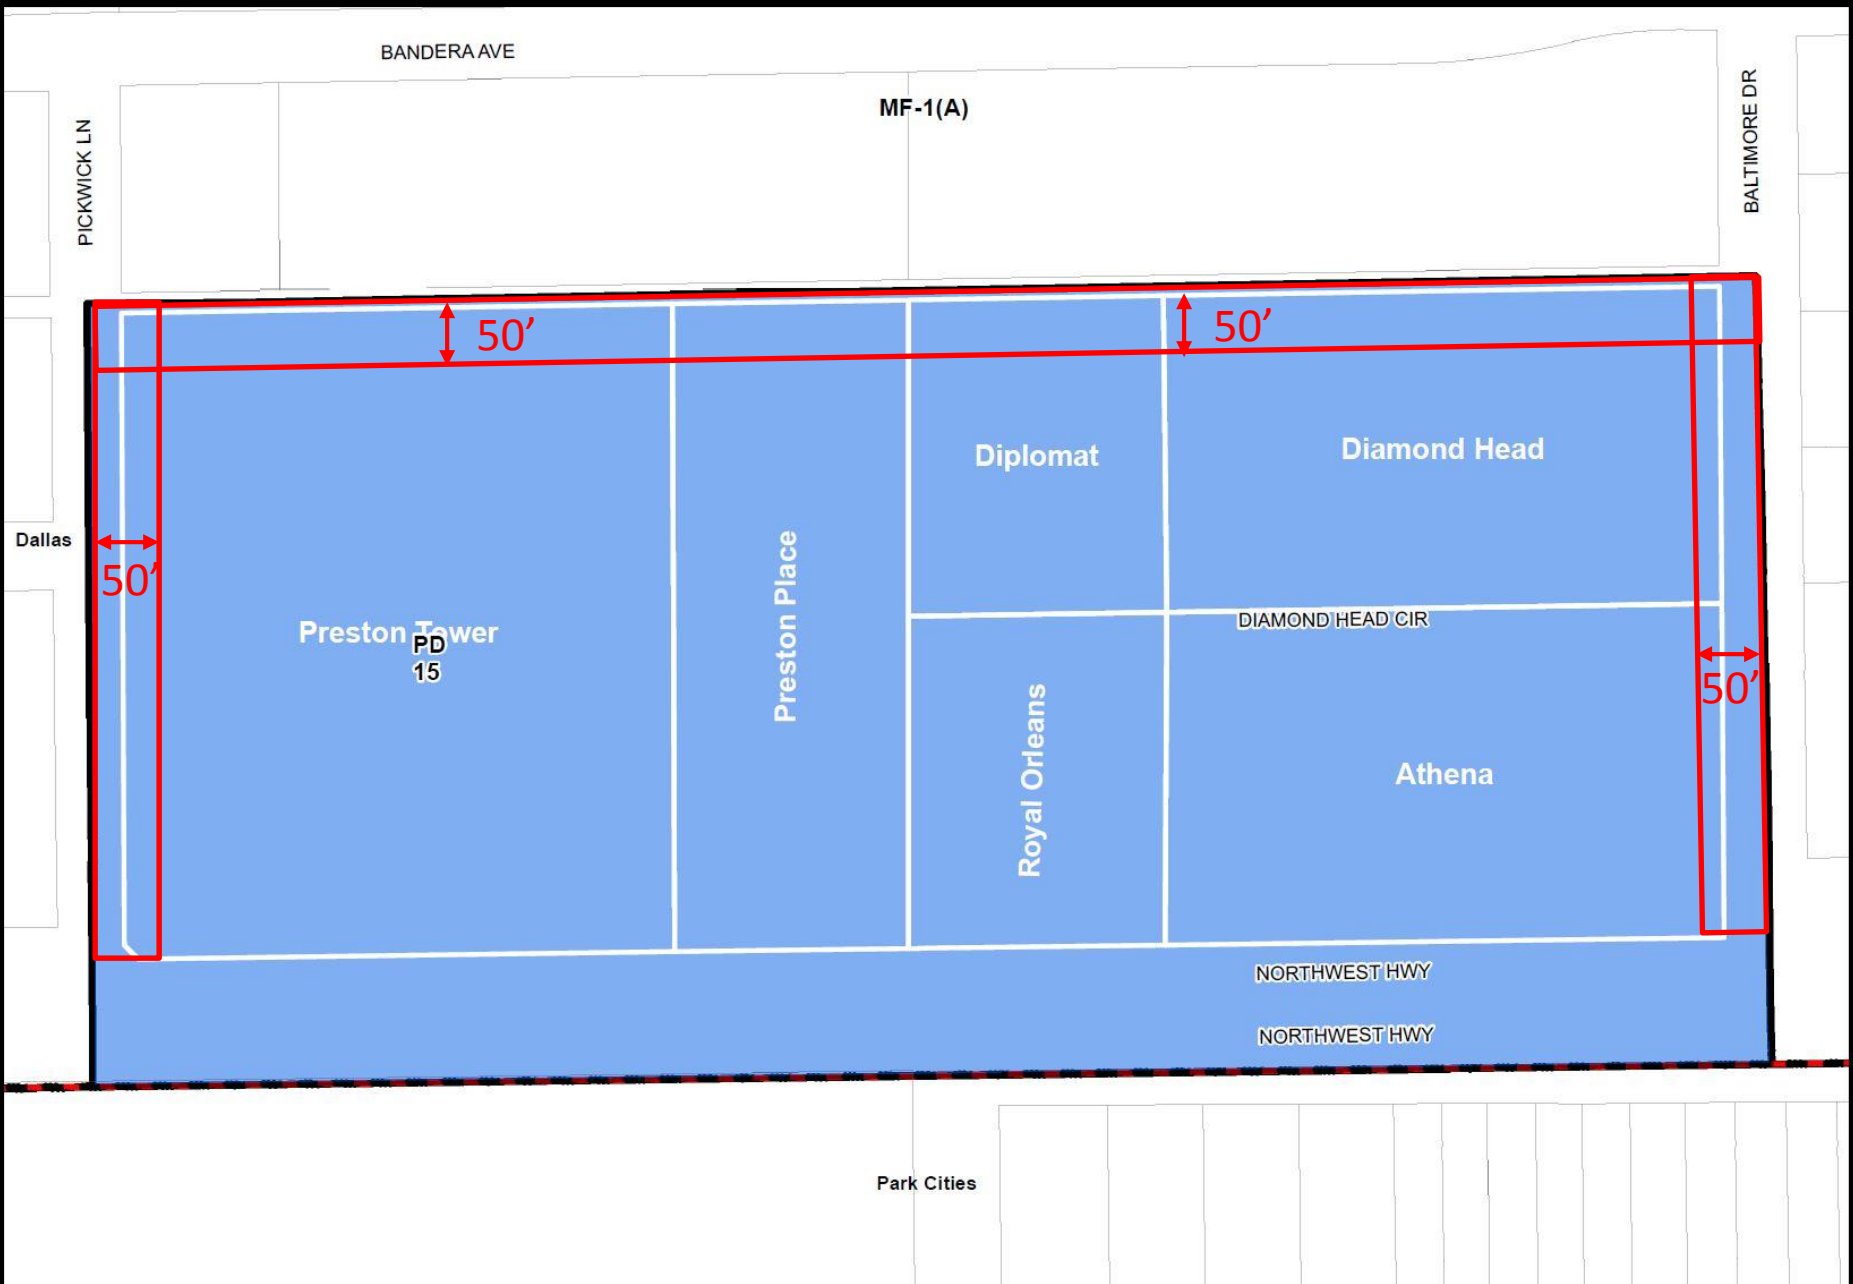 BANDERA AVE
MF-1(A)
PICKWICK LN
BALTIMORE DR
50’
50’
Diplomat
Diamond Head
Dallas
50’
Preston Place
Preston Tower
PD
15
DIAMOND HEAD CIR
50’
Royal Orleans
Athena
NORTHWEST HWY
NORTHWEST HWY
Park Cities